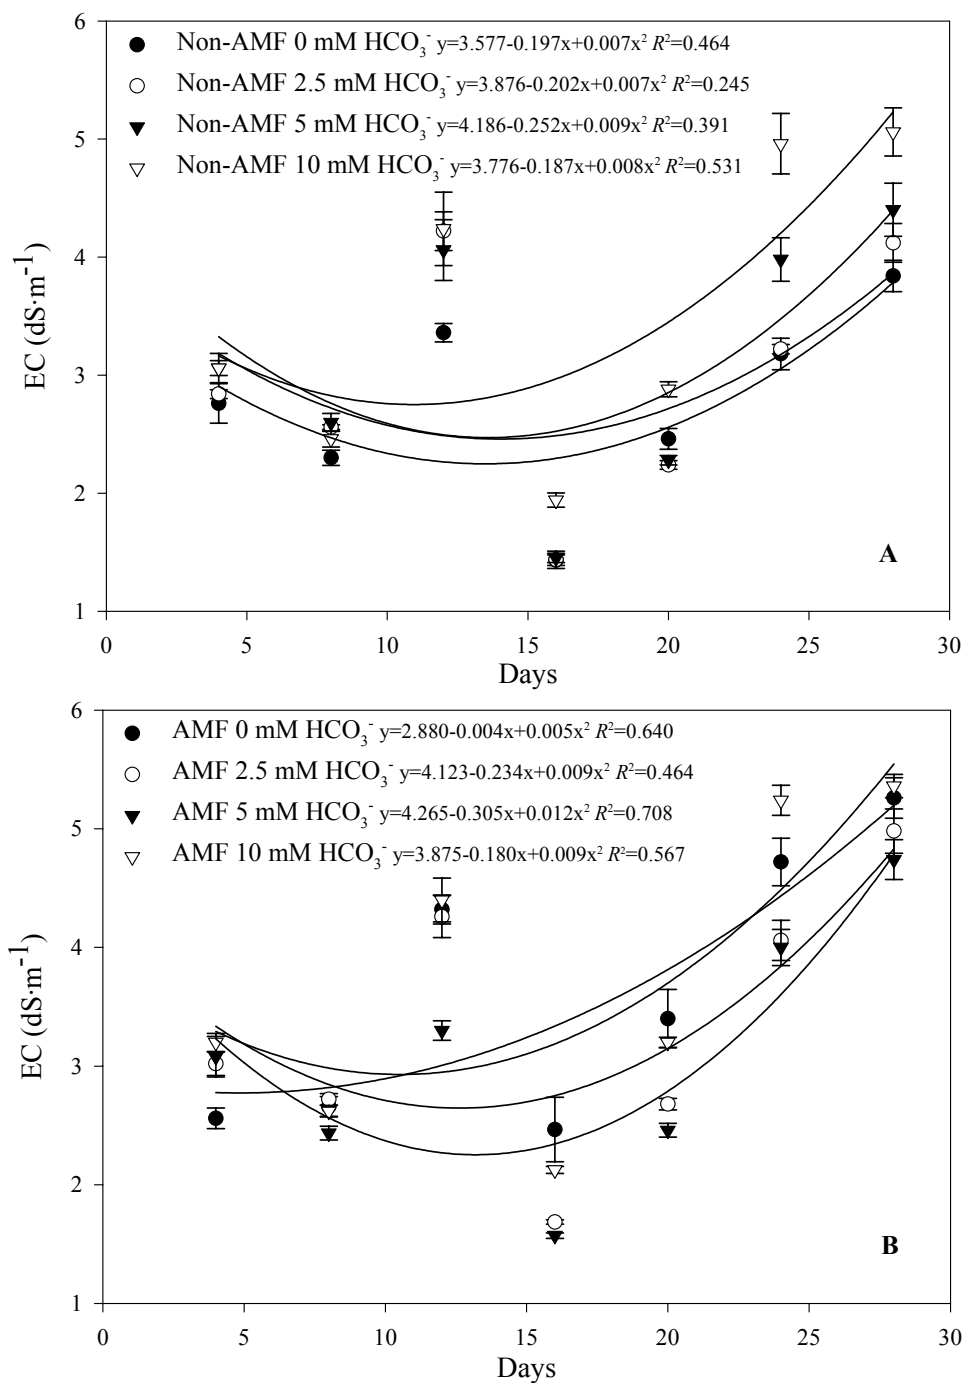 6
Non-AMF 0 mM HCO₃⁻ y=3.577-0.197x+0.007x² R²=0.464
Non-AMF 2.5 mM HCO₃⁻ y=3.876-0.202x+0.007x² R²=0.245
5
Non-AMF 5 mM HCO₃⁻ y=4.186-0.252x+0.009x² R²=0.391
Non-AMF 10 mM HCO₃⁻ y=3.776-0.187x+0.008x² R²=0.531
4
EC (dS·m⁻¹)
3
2
A
1
0 5 10 15 20 25 30
Days
6
AMF 0 mM HCO₃⁻ y=2.880-0.004x+0.005x² R²=0.640
AMF 2.5 mM HCO₃⁻ y=4.123-0.234x+0.009x² R²=0.464
AMF 5 mM HCO₃⁻ y=4.265-0.305x+0.012x² R²=0.708
5
AMF 10 mM HCO₃⁻ y=3.875-0.180x+0.009x² R²=0.567
4
EC (dS·m⁻¹)
3
2
B
1
0 5 10 15 20 25 30
Days